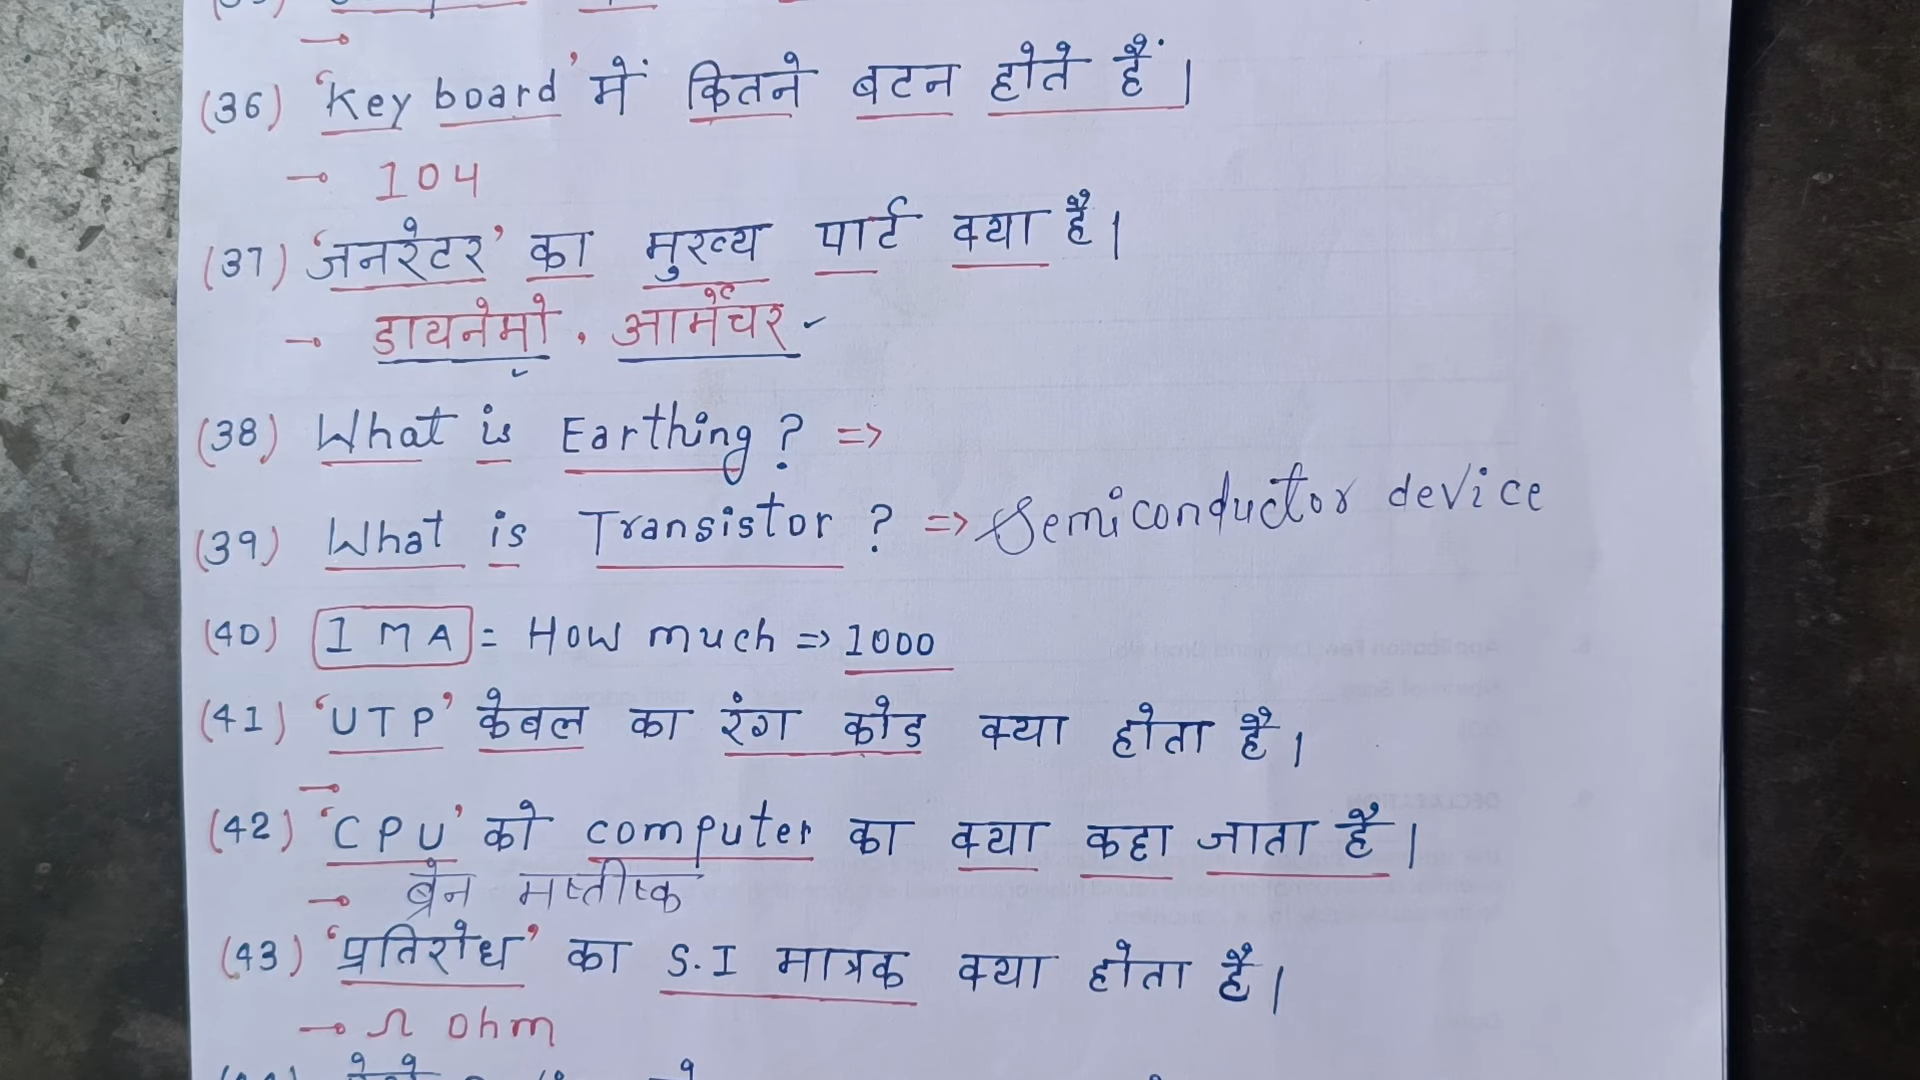 (36) 'Key board' में कितने बटन होते हैं।
→ 104
(37) 'जनरेटर' का मुख्य पार्ट क्या है।
→ डायनेमो, आर्मेचर
(38) What is Earthing? =>
(39) What is Transistor? => Semiconductor device
(40) 1 MA = How much => 1000
(41) 'UTP' केबल का रंग कोड क्या होता है।
→
(42) 'CPU' को computer का क्या कहा जाता है।
→ ब्रेन मष्तीष्क
(43) 'प्रतिरोध' का S.I मात्रक क्या होता है।
→ Ω ohm